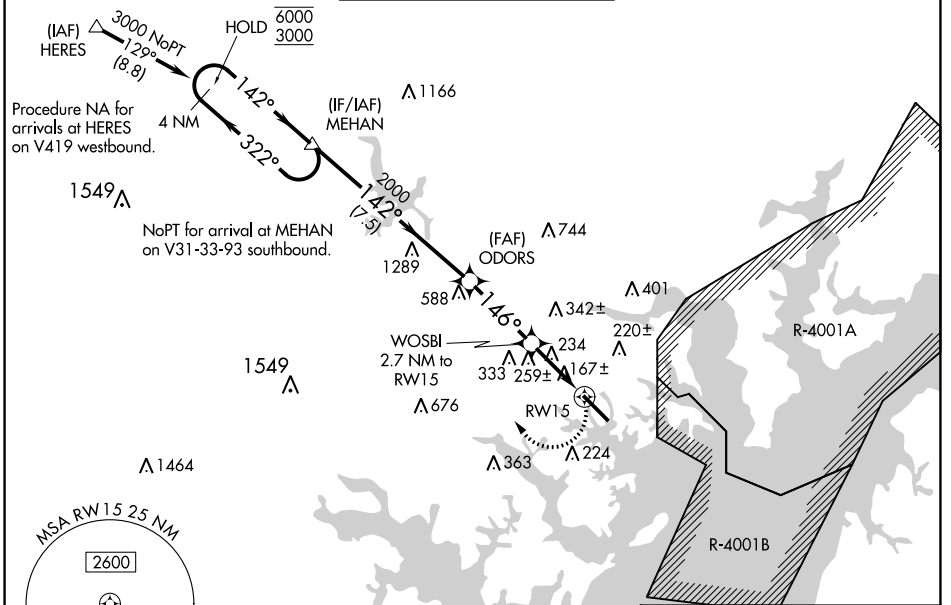 (IAF)
HERES
3000 NoPT
129°
(8.8)
HOLD
6000
3000
142°
4 NM
322°
(IF/IAF)
MEHAN
1166
Procedure NA for
arrivals at HERES
on V419 westbound.
1549
NoPT for arrival at MEHAN
on V31-33-93 southbound.
2000
142°
(7.5)
1289
(FAF)
ODORS
744
588
146°
401
342±
220±
R-4001A
WOSBI
2.7 NM to
RW15
234
333
259±
167±
1549
676
RW15
363
224
1464
R-4001B
MSA RW15 25 NM
2600